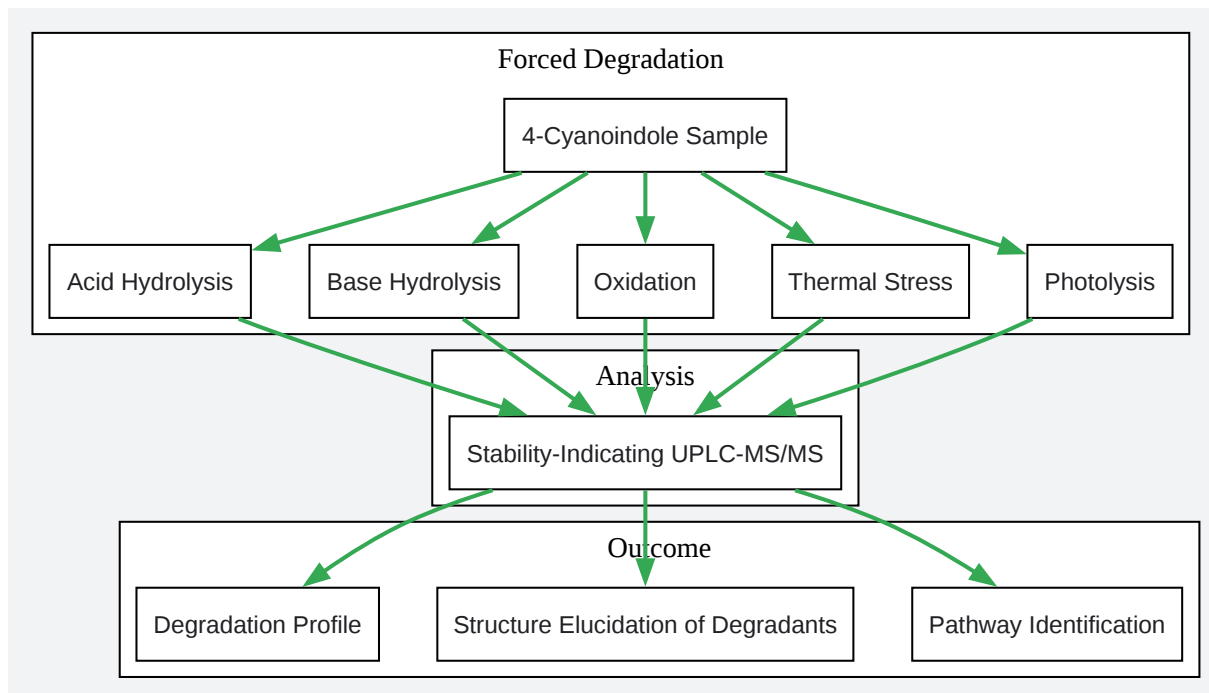 Forced Degradation
4-Cyanoindole Sample
Acid Hydrolysis
Base Hydrolysis
Oxidation
Thermal Stress
Photolysis
Analysis
Stability-Indicating UPLC-MS/MS
Outcome
Degradation Profile
Structure Elucidation of Degradants
Pathway Identification